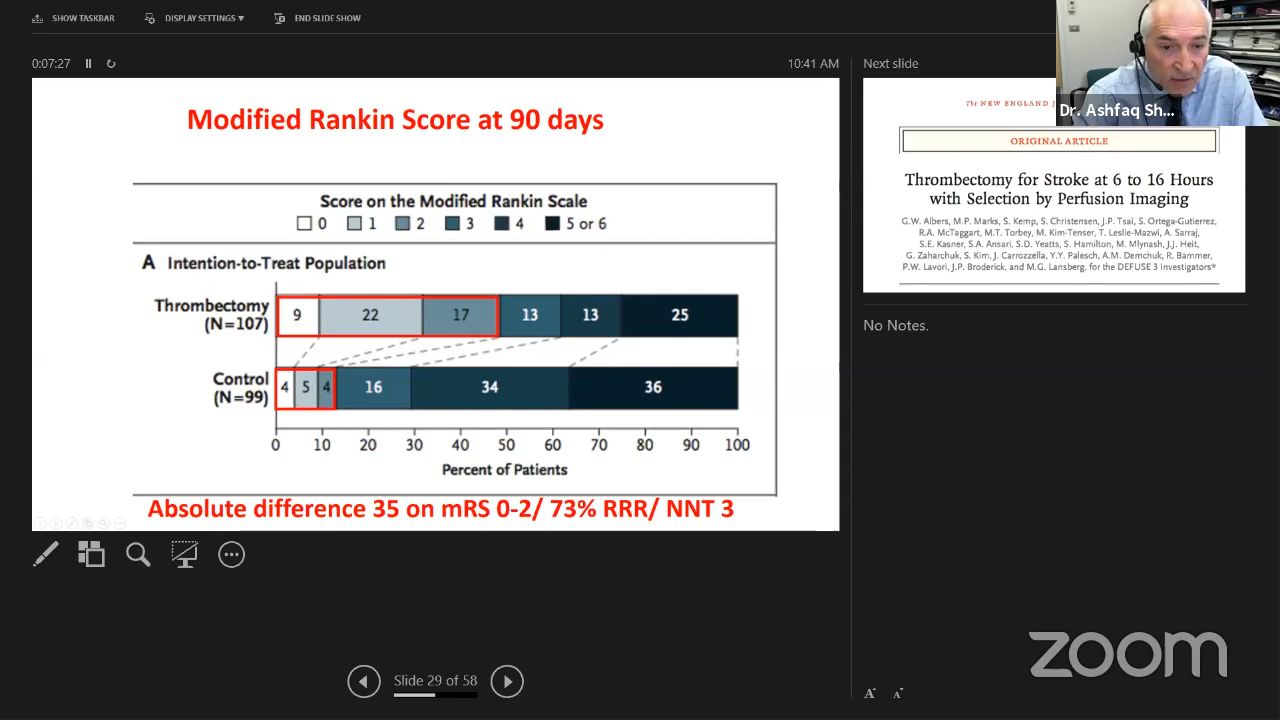 SHOW TASKBAR
DISPLAY SETTINGS ▼
END SLIDE SHOW
0:07:27
10:41 AM
Modified Rankin Score at 90 days
Score on the Modified Rankin Scale
0 1 2 3 4 5 or 6
A Intention-to-Treat Population
Thrombectomy
(N=107)
9 22 17 13 13 25
Control
(N=99)
4 5 4 16 34 36
0 10 20 30 40 50 60 70 80 90 100
Percent of Patients
Absolute difference 35 on mRS 0-2/ 73% RRR/ NNT 3
Slide 29 of 58
Next slide
The NEW ENGLAND J
ORIGINAL ARTICLE
Thrombectomy for Stroke at 6 to 16 Hours
with Selection by Perfusion Imaging
G.W. Albers, M.P. Marks, S. Kemp, S. Christensen, J.P. Tsai, S. Ortega-Gutierrez,
R.A. McTaggart, M.T. Torbey, M. Kim-Tenser, T. Leslie-Mazwi, A. Sarraj,
S.E. Kasner, S.A. Ansari, S.D. Yeatts, S. Hamilton, M. Mlynash, J.J. Heit,
G. Zaharchuk, S. Kim, J. Carrozzella, Y.Y. Palesch, A.M. Demchuk, R. Bammer,
P.W. Lavori, J.P. Broderick, and M.G. Lansberg, for the DEFUSE 3 Investigators*
No Notes.
Dr. Ashfaq Sh...
zoom
A A